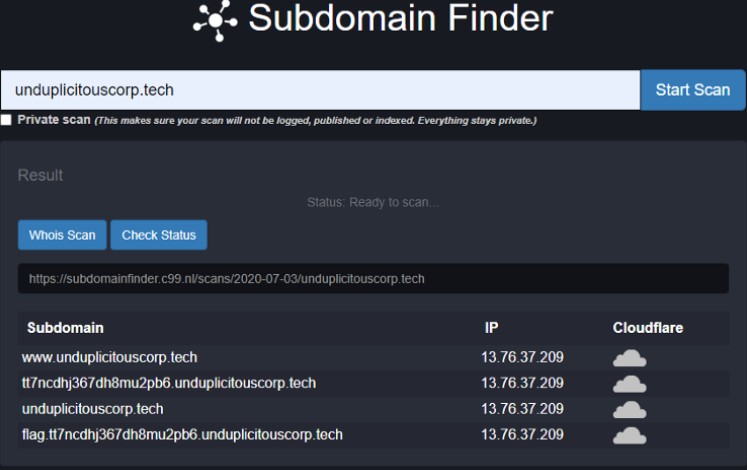 Subdomain Finder
unduplicitouscorp.tech Start Scan
Private scan (This makes sure your scan will not be logged, published or indexed. Everything stays private.)
Result
Status: Ready to scan...
Whois Scan Check Status
https://subdomainfinder.c99.nl/scans/2020-07-03/unduplicitouscorp.tech
Subdomain IP Cloudflare
www.unduplicitouscorp.tech 13.76.37.209
tt7ncdhj367dh8mu2pb6.unduplicitouscorp.tech 13.76.37.209
unduplicitouscorp.tech 13.76.37.209
flag.tt7ncdhj367dh8mu2pb6.unduplicitouscorp.tech 13.76.37.209